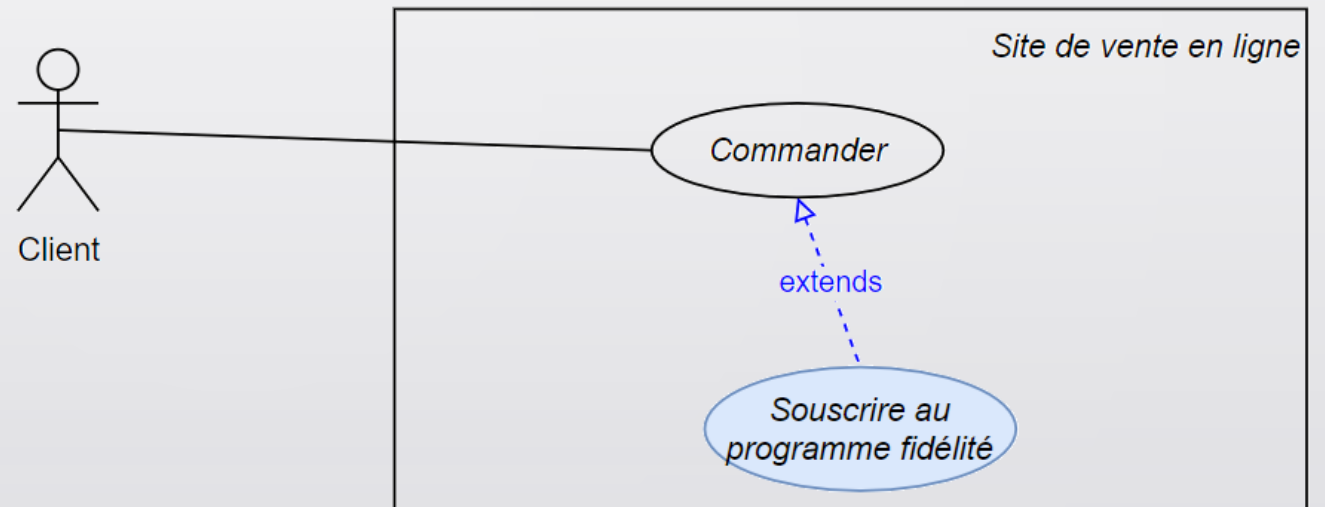 Site de vente en ligne
Commander
Client
extends
Souscrire au
programme fidélité